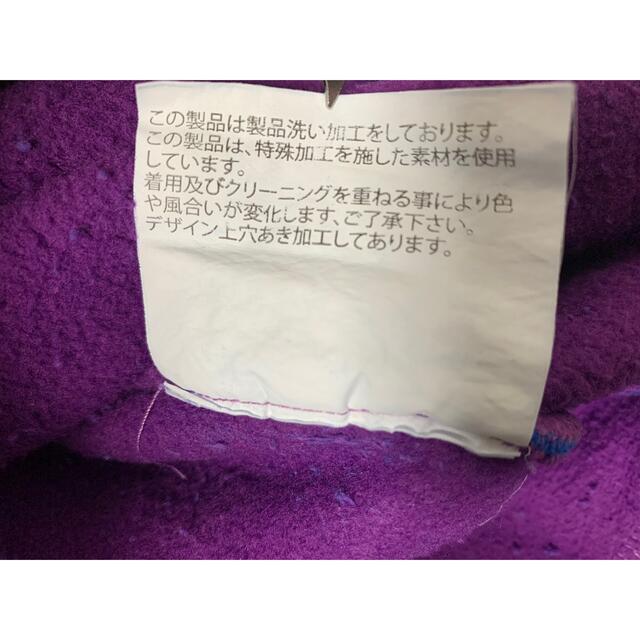 この製品は製品洗い加工をしております。
この製品は、特殊加工を施した素材を使用
しています。
着用及びクリーニングを重ねる事により色
や風合いが変化します、ご了承下さい。
デザイン上穴あき加工してあります。